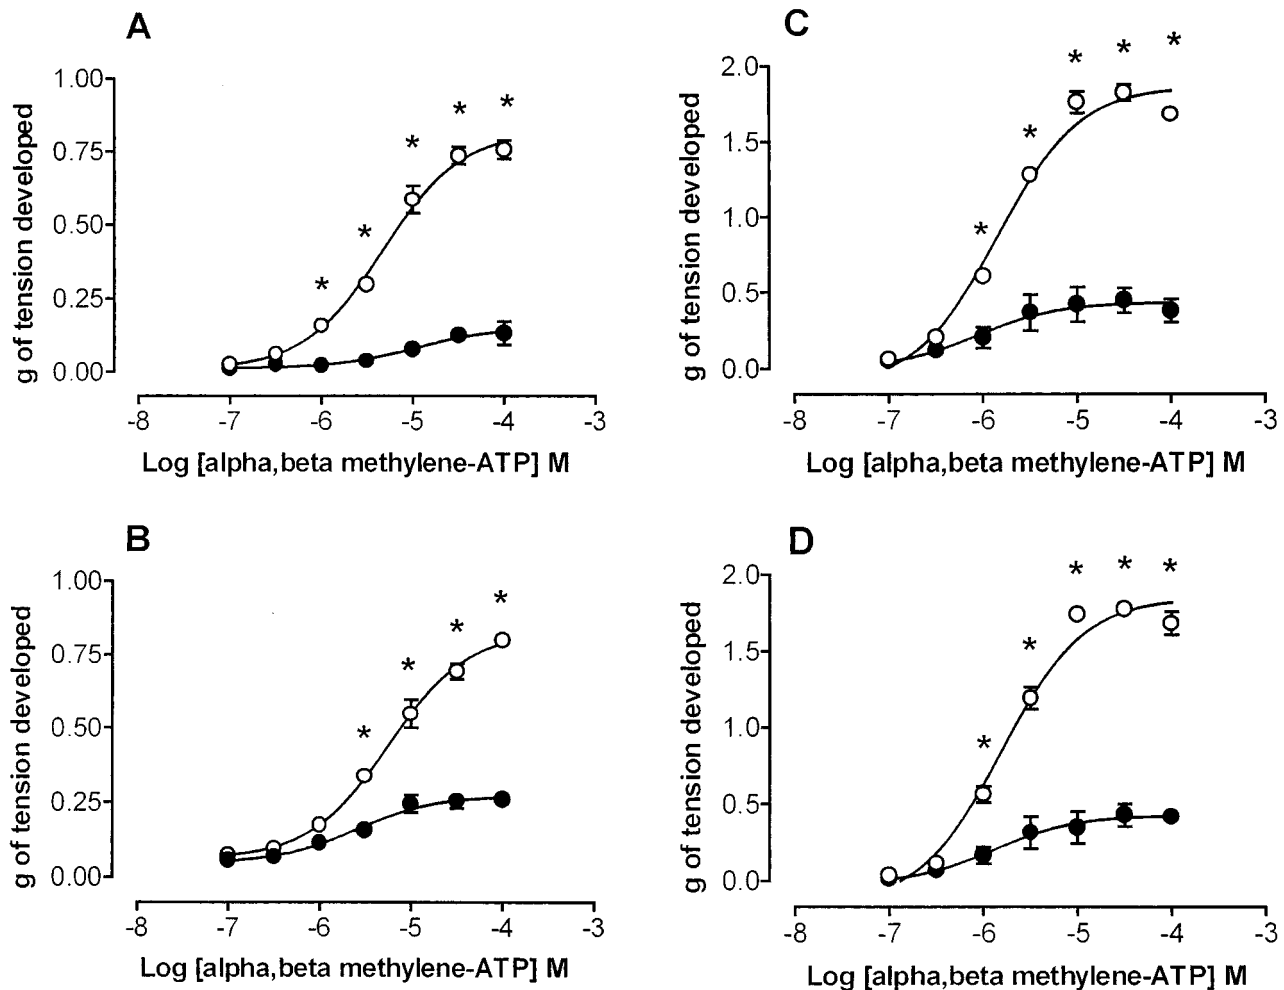 A
g of tension developed
1.00
*
*
*
*
*
0.75
0.50
0.25
0.00
-8 -7 -6 -5 -4 -3
Log [alpha,beta methylene-ATP] M
C
g of tension developed
2.0
*
*
*
*
*
1.5
1.0
0.5
0.0
-8 -7 -6 -5 -4 -3
Log [alpha,beta methylene-ATP] M
B
g of tension developed
1.00
*
*
*
*
0.75
0.50
0.25
0.00
-8 -7 -6 -5 -4 -3
Log [alpha,beta methylene-ATP] M
D
g of tension developed
2.0
*
*
*
*
*
1.5
1.0
0.5
0.0
-8 -7 -6 -5 -4 -3
Log [alpha,beta methylene-ATP] M